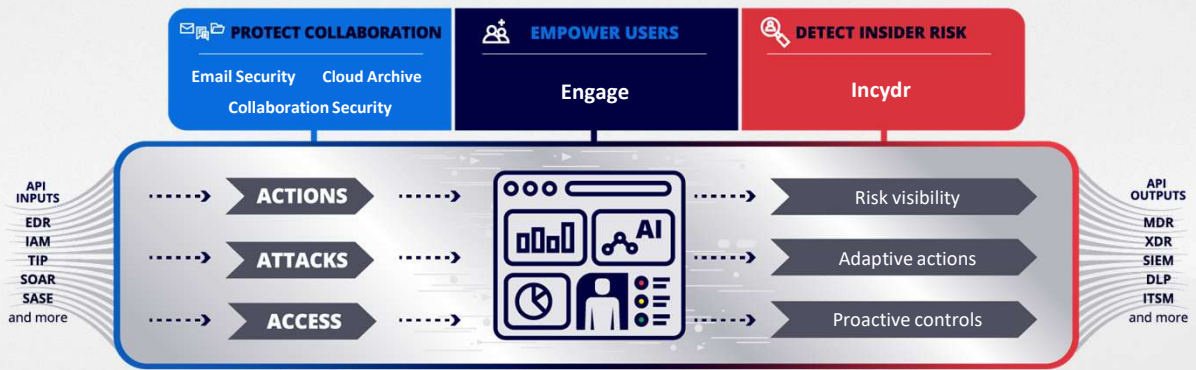 PROTECT COLLABORATION
Email Security Cloud Archive
Collaboration Security
EMPOWER USERS
Engage
DETECT INSIDER RISK
Incydr
API
INPUTS
EDR
IAM
TIP
SOAR
SASE
and more
ACTIONS
ATTACKS
ACCESS
AI
Risk visibility
Adaptive actions
Proactive controls
API
OUTPUTS
MDR
XDR
SIEM
DLP
ITSM
and more